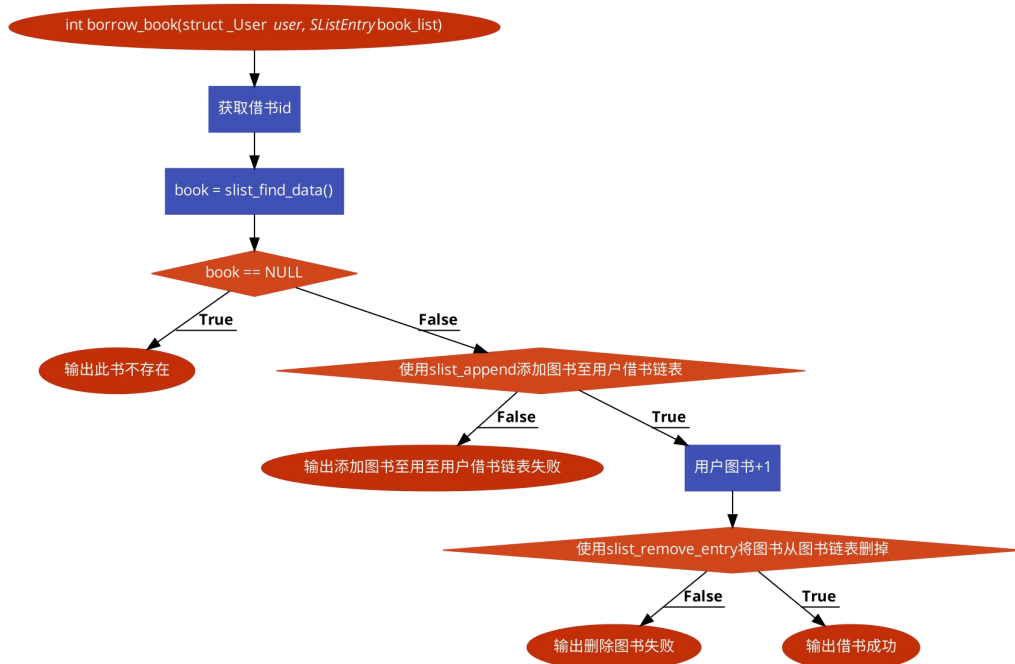 int borrow_book(struct _User user, SListEntry book_list)
获取借书id
book = slist_find_data()
book == NULL
True
False
输出此书不存在
使用slist_append添加图书至用户借书链表
False
True
输出添加图书至用至用户借书链表失败
用户图书+1
使用slist_remove_entry将图书从图书链表删掉
False
True
输出删除图书失败
输出借书成功